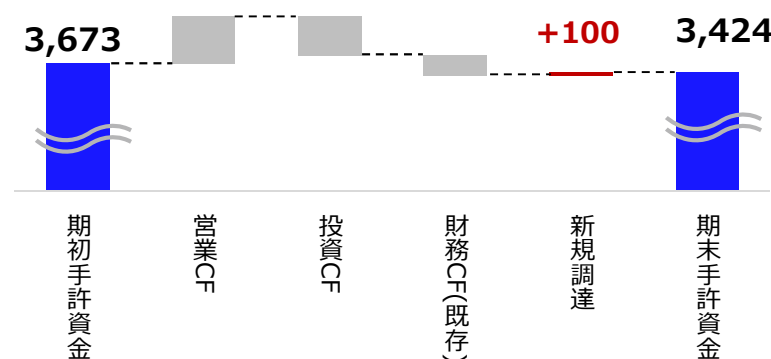 3,673
+100
3,424
期初手許資金
営業CF
投資CF
財務CF(既存)
新規調達
期末手許資金